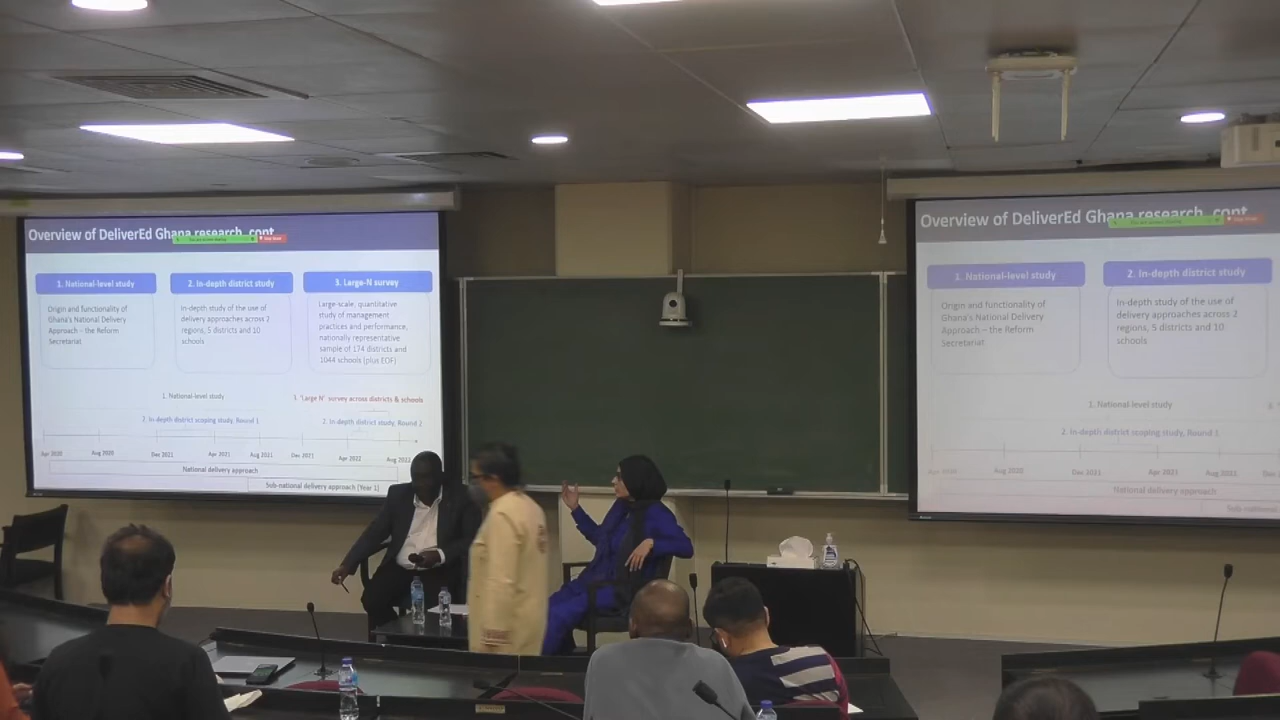 Overview of DeliverEd Ghana research, cont
1. National-level study
Origin and functionality of
Ghana's National Delivery
Approach – the Reform
Secretariat
2. In-depth district study
In-depth study of the use of
delivery approaches across 2
regions, 5 districts and 10
schools
3. Large-N survey
Large-scale, quantitative
study of management
practices and performance,
nationally representative
sample of 174 districts and
1044 schools (plus EOF)
1. National-level study
3. 'Large N' survey across districts & schools
2. In-depth district scoping study, Round 1
2. In-depth district study, Round 2
Apr 2020 Aug 2020 Dec 2021 Apr 2021 Aug 2021 Dec 2021 Apr 2022 Aug 2022
National delivery approach
Sub-national delivery approach (Year 1)
Overview of DeliverEd Ghana research, cont
1. National-level study
Origin and functionality of
Ghana's National Delivery
Approach – the Reform
Secretariat
2. In-depth district study
In-depth study of the use of
delivery approaches across 2
regions, 5 districts and 10
schools
1. National-level study
2. In-depth district scoping study, Round 1
Apr 2020 Aug 2020 Dec 2021 Apr 2021 Aug 2021
National delivery approach
Sub-national